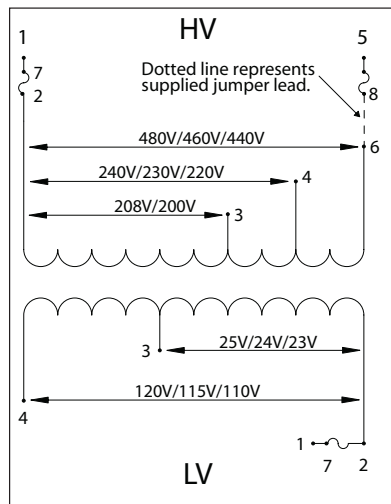 HV
1 5
7
2
Dotted line represents
supplied jumper lead.
8
480V/460V/440V
6
240V/230V/220V
4
208V/200V
3
3
25V/24V/23V
4
120V/115V/110V
1
7 2
LV